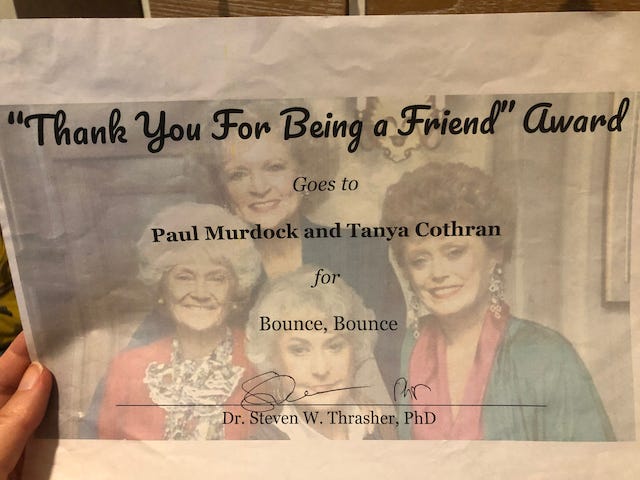 "Thank You For Being a Friend" Award
Goes to
Paul Murdock and Tanya Cothran
for
Bounce, Bounce
Dr. Steven W. Thrasher, PhD